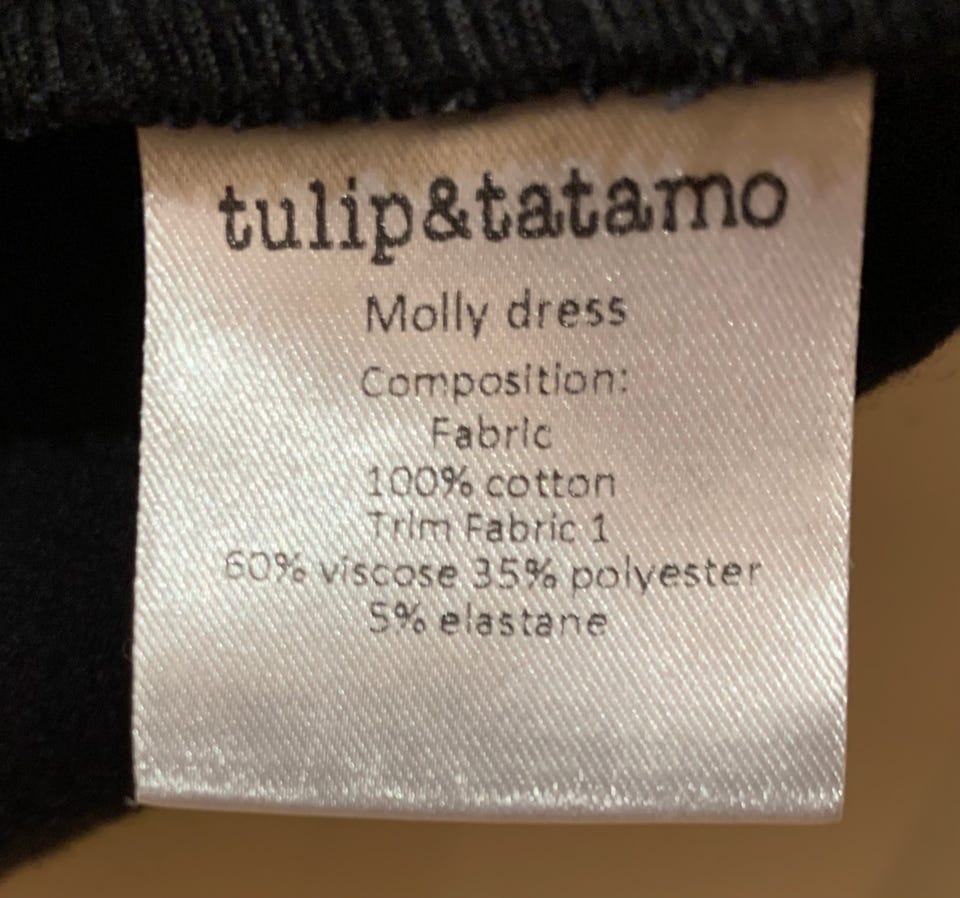 tulip&tatamo
Molly dress
Composition:
Fabric
100% cotton
Trim Fabric 1
60% viscose 35% polyester
5% elastane